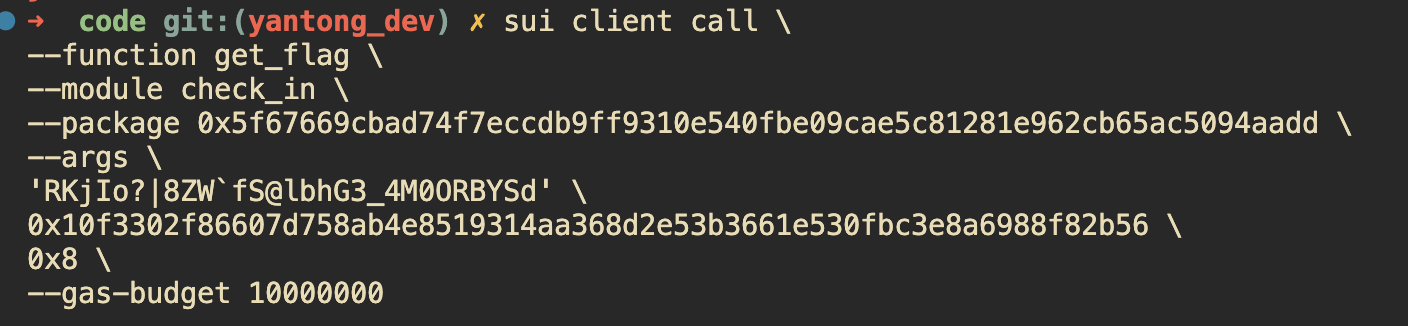 ➜  code git:(yantong_dev) ✗ sui client call \
--function get_flag \
--module check_in \
--package 0x5f67669cbad74f7eccdb9ff9310e540fbe09cae5c81281e962cb65ac5094aadd \
--args \
'RKjIo?|8ZW`fS@lbhG3_4M0ORBYSd' \
0x10f3302f86607d758ab4e8519314aa368d2e53b3661e530fbc3e8a6988f82b56 \
0x8 \
--gas-budget 10000000